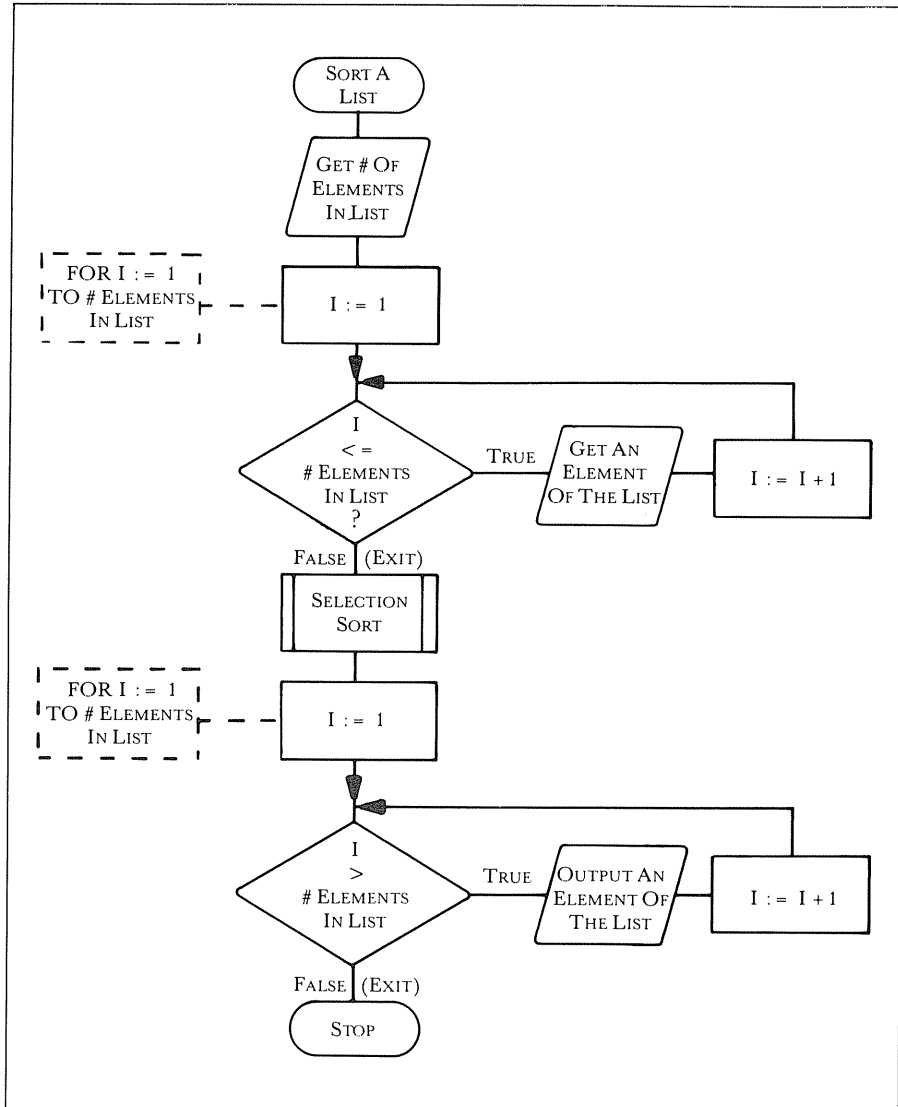 SORT A
LIST
GET # OF
ELEMENTS
IN LIST
FOR I : = 1
TO # ELEMENTS
IN LIST
I : = 1
I
< =
# ELEMENTS
IN LIST
?
TRUE
GET AN
ELEMENT
OF THE LIST
I : = I + 1
FALSE (EXIT)
SELECTION
SORT
FOR I : = 1
TO # ELEMENTS
IN LIST
I : = 1
I
>
# ELEMENTS
IN LIST
TRUE
OUTPUT AN
ELEMENT OF
THE LIST
I : = I + 1
FALSE (EXIT)
STOP